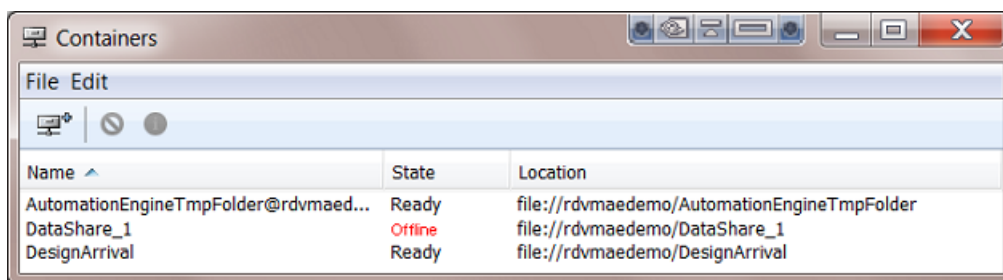 Containers
File Edit
Name State Location
AutomationEngineTmpFolder@rdvmaed... Ready file://rdvmaedemo/AutomationEngineTmpFolder
DataShare_1 Offline file://rdvmaedemo/DataShare_1
DesignArrival Ready file://rdvmaedemo/DesignArrival